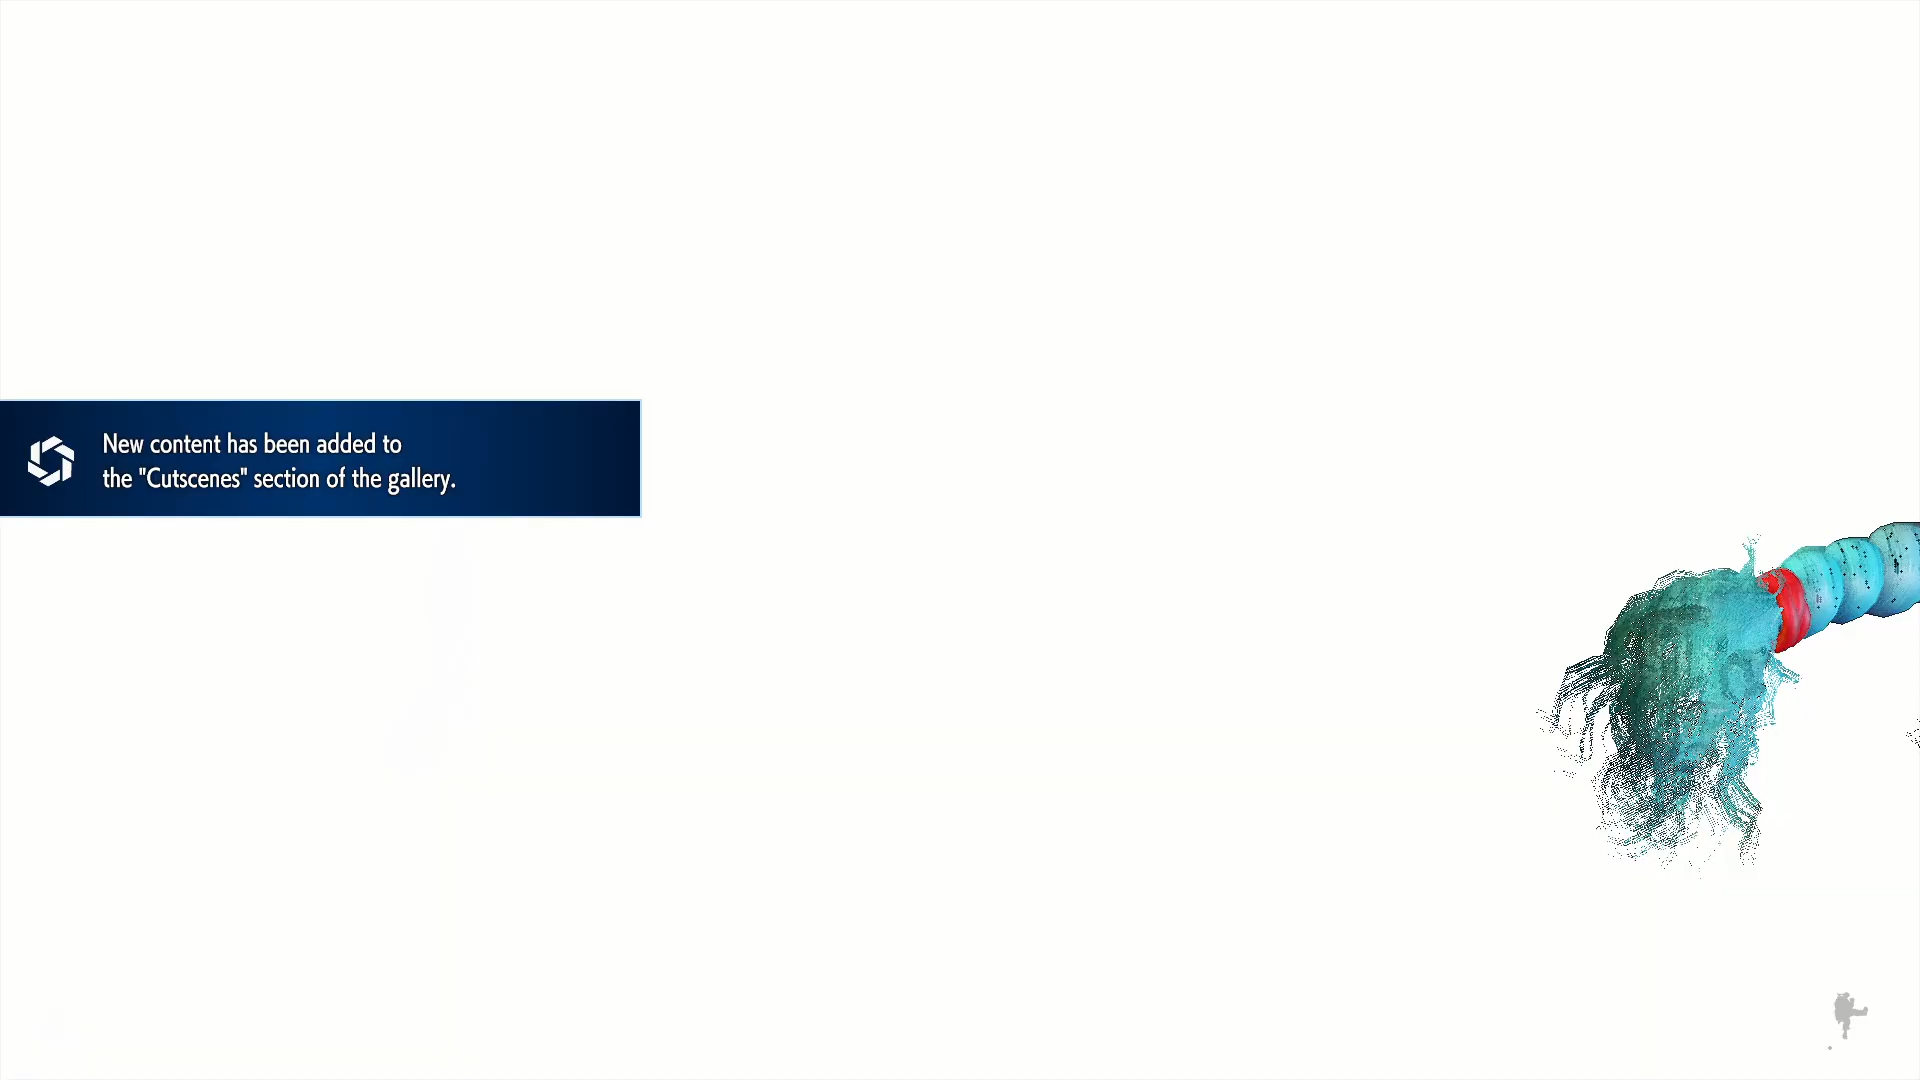 New content has been added to
the "Cutscenes" section of the gallery.